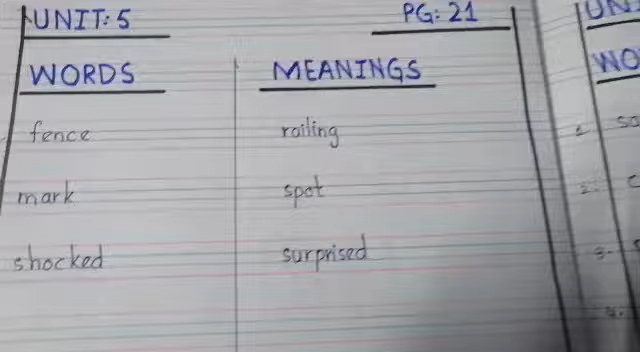 UNIT: 5 PG: 21
WORDS MEANINGS
fence railing
mark spot
shocked surprised